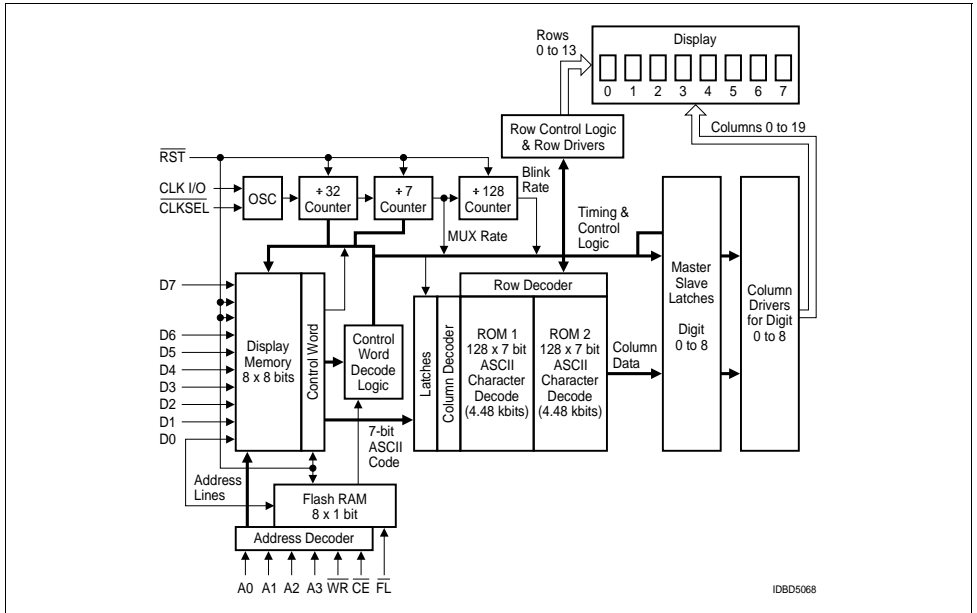 Rows
0 to 13
Display
0 1 2 3 4 5 6 7
Row Control Logic
& Row Drivers
Columns 0 to 19
RST
CLK I/O
CLKSEL
OSC
÷ 32
Counter
÷ 7
Counter
÷ 128
Counter
Blink
Rate
MUX Rate
Timing &
Control
Logic
D7
D6
D5
D4
D3
D2
D1
D0
Display
Memory
8 x 8 bits
Control Word
Control
Word
Decode
Logic
7-bit
ASCII
Code
Latches
Column Decoder
Row Decoder
ROM 1
128 x 7 bit
ASCII
Character
Decode
(4.48 kbits)
ROM 2
128 x 7 bit
ASCII
Character
Decode
(4.48 kbits)
Column
Data
Master
Slave
Latches
Digit
0 to 8
Column
Drivers
for Digit
0 to 8
Address
Lines
Flash RAM
8 x 1 bit
Address Decoder
A0 A1 A2 A3 WR CE FL
IDBD5068